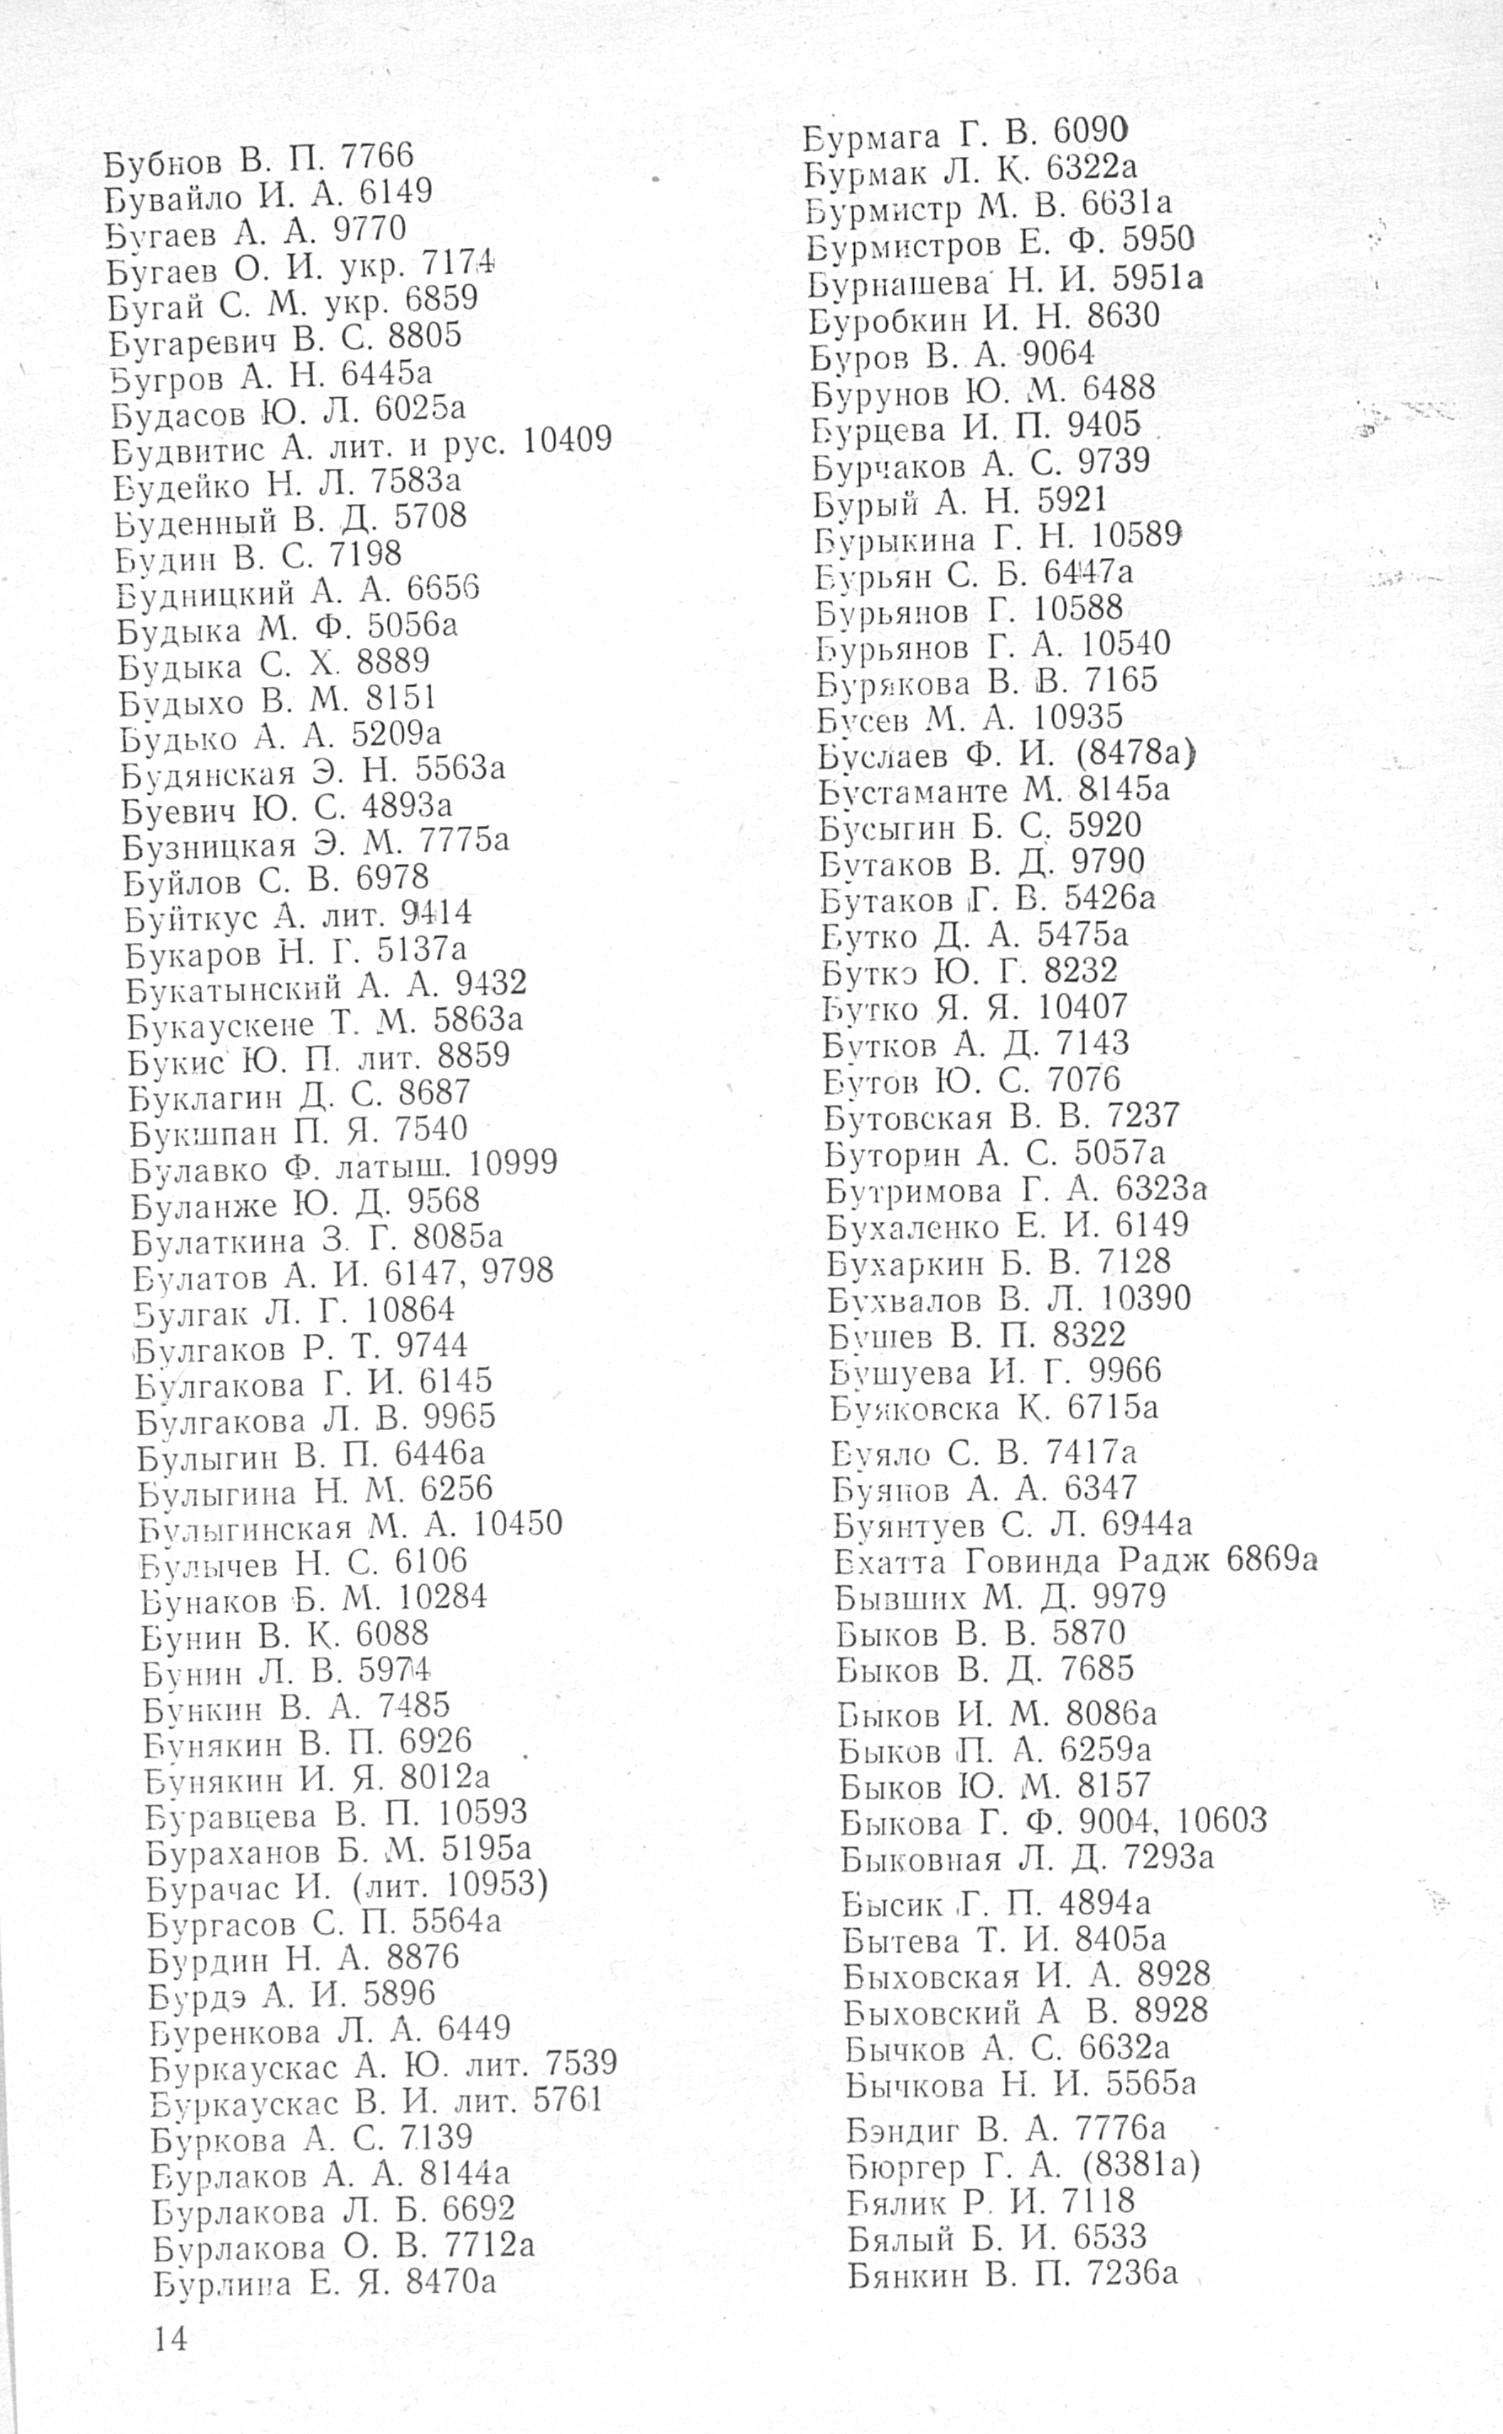 Бубнов В. П. 7766
Бувайло И. А. 6149
Бугаев А. А. 9770
Бугаев О. И. укр. 7174
Бугай С. М. укр. 6859
Бугаревич В. С. 8805
Бугров А. Н. 6445а
Будасов Ю. Л. 6025а
Будвитис А. лит. и рус. 10409
Будейко Н. Л. 7583а
Буденный В. Д. 5708
Будин В. С. 7198
Будницкий А. А. 6656
Будыка М. Ф. 5056а
Будыка С. Х. 8889
Будыхо В. М. 8151
Будько А. А. 5209а
Будянская Э. Н. 5563а
Буевич Ю. С. 4893а
Бузницкая Э. М. 7775а
Буйлов С. В. 6978
Буйткус А. лит. 9414
Букаров Н. Г. 5137а
Букатынский А. А. 9432
Букаускене Т. М. 5863а
Букис Ю. П. лит. 8859
Буклагин Д. С. 8687
Букшпан П. Я. 7540
Булавко Ф. латыш. 10999
Буланже Ю. Д. 9568
Булаткина З. Г. 8085а
Булатов А. И. 6147, 9798
Булгак Л. Г. 10864
Булгаков Р. Т. 9744
Булгакова Г. И. 6145
Булгакова Л. В. 9965
Булыгин В. П. 6446а
Булыгина Н. М. 6256
Булыгинская М. А. 10450
Булычев Н. С. 6106
Бунаков Б. М. 10284
Бунин В. К. 6088
Бунин Л. В. 5974
Бункин В. А. 7485
Бунякин В. П. 6926
Бунякин И. Я. 8012а
Буравцева В. П. 10593
Бураханов Б. М. 5195а
Бурачас И. (лит. 10953)
Бургасов С. П. 5564а
Бурдин Н. А. 8876
Бурдэ А. И. 5896
Буренкова Л. А. 6449
Буркаускас А. Ю. лит. 7539
Буркаускас В. И. лит. 5761
Буркова А. С. 7139
Бурлаков А. А. 8144а
Бурлакова Л. Б. 6692
Бурлакова О. В. 7712а
Бурлина Е. Я. 8470а
14
Бурмага Г. В. 6090
Бурмак Л. К. 6322а
Бурмистр М. В. 6631а
Бурмистров Е. Ф. 5950
Бурнашева Н. И. 5951а
Буробкин И. Н. 8630
Буров В. А. 9064
Бурунов Ю. М. 6488
Бурцева И. П. 9405
Бурчаков А. С. 9739
Бурый А. Н. 5921
Бурыкина Г. Н. 10589
Бурьян С. Б. 6447а
Бурьянов Г. 10588
Бурьянов Г. А. 10540
Бурякова В. В. 7165
Бусев М. А. 10935
Буслаев Ф. И. (8478а)
Бустаманте М. 8145а
Бусыгин Б. С. 5920
Бутаков В. Д. 9790
Бутаков Г. В. 5426а
Бутко Д. А. 5475а
Бутко Ю. Г. 8232
Бутко Я. Я. 10407
Бутков А. Д. 7143
Бутов Ю. С. 7076
Бутовская В. В. 7237
Буторин А. С. 5057а
Бутримова Г. А. 6323а
Бухаленко Е. И. 6149
Бухаркин Б. В. 7128
Бухвалов В. Л. 10390
Бушев В. П. 8322
Бушуева И. Г. 9966
Буяковска К. 6715а
Буяло С. В. 7417а
Буянов А. А. 6347
Буянтуев С. Л. 6944а
Бхатта Говинда Радж 6869а
Бывших М. Д. 9979
Быков В. В. 5870
Быков В. Д. 7685
Быков И. М. 8086а
Быков П. А. 6259а
Быков Ю. М. 8157
Быкова Г. Ф. 9004, 10603
Быковная Л. Д. 7293а
Бысик Г. П. 4894а
Бытева Т. И. 8405а
Быховская И. А. 8928
Быховский А В. 8928
Бычков А. С. 6632а
Бычкова Н. И. 5565а
Бэндиг В. А. 7776а
Бюргер Г. А. (8381а)
Бялик Р. И. 7118
Бялый Б. И. 6533
Бянкин В. П. 7236а